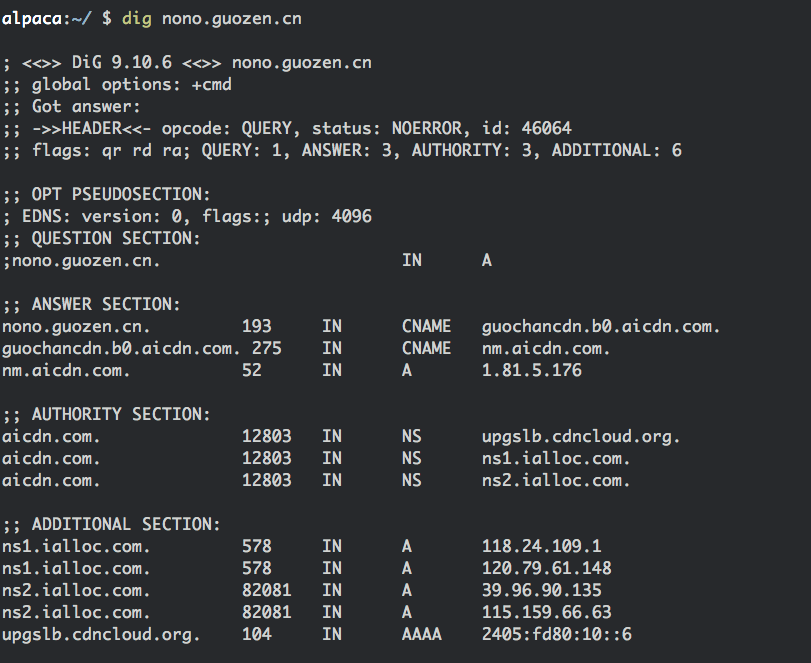 alpaca:~/ $ dig nono.guozen.cn
; <<>> DiG 9.10.6 <<>> nono.guozen.cn
;; global options: +cmd
;; Got answer:
;; ->>HEADER<<- opcode: QUERY, status: NOERROR, id: 46064
;; flags: qr rd ra; QUERY: 1, ANSWER: 3, AUTHORITY: 3, ADDITIONAL: 6
;; OPT PSEUDOSECTION:
; EDNS: version: 0, flags:; udp: 4096
;; QUESTION SECTION:
;nono.guozen.cn. IN A
;; ANSWER SECTION:
nono.guozen.cn. 193 IN CNAME guochancdn.b0.aicdn.com.
guochancdn.b0.aicdn.com. 275 IN CNAME nm.aicdn.com.
nm.aicdn.com. 52 IN A 1.81.5.176
;; AUTHORITY SECTION:
aicdn.com. 12803 IN NS upgslb.cdncloud.org.
aicdn.com. 12803 IN NS ns1.ialloc.com.
aicdn.com. 12803 IN NS ns2.ialloc.com.
;; ADDITIONAL SECTION:
ns1.ialloc.com. 578 IN A 118.24.109.1
ns1.ialloc.com. 578 IN A 120.79.61.148
ns2.ialloc.com. 82081 IN A 39.96.90.135
ns2.ialloc.com. 82081 IN A 115.159.66.63
upgslb.cdncloud.org. 104 IN AAAA 2405:fd80:10::6